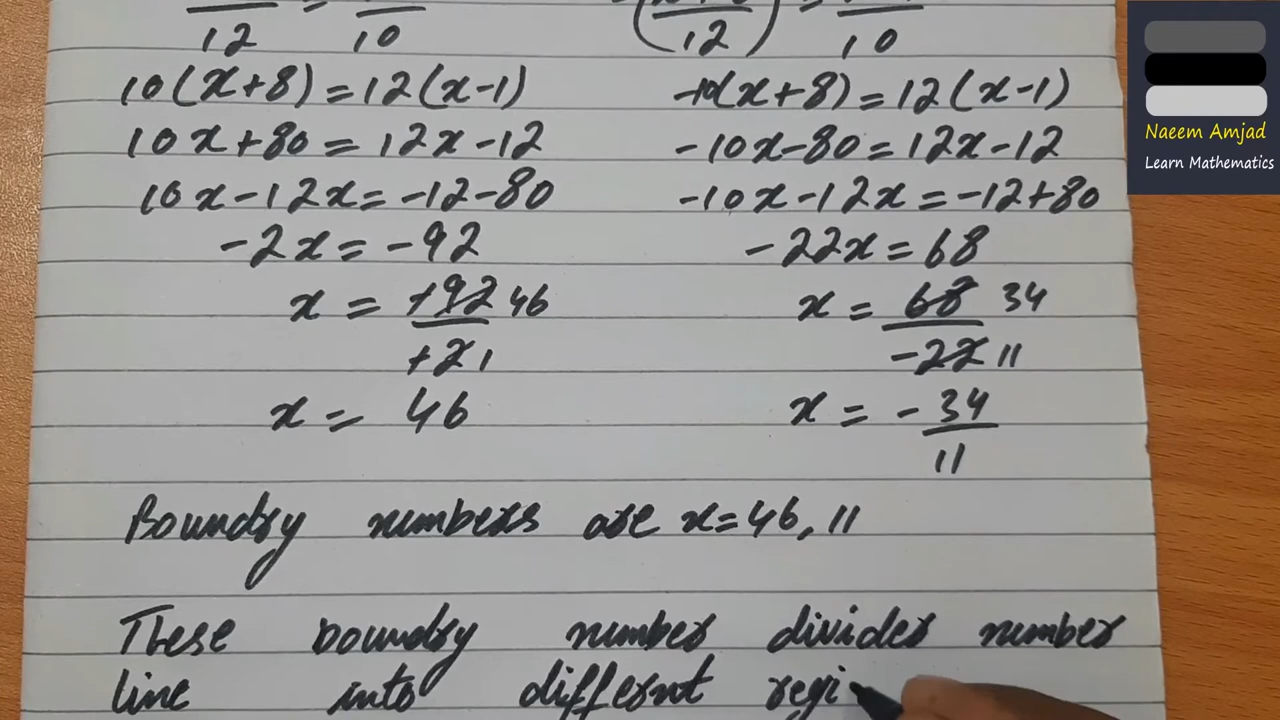 12 = 10 -( 12 ) = 10
10(x+8)=12(x-1) -10(x+8)=12(x-1)
10x+80=12x-12 -10x-80=12x-12
10x-12x=-12-80 -10x-12x=-12+80
-2x=-92 -22x=68
x = +92 46 x = 68 34
+2 1 -22 11
x = 46 x = - 34
11
Boundry numbers are x=46, 11
These boundry number divides number
line into differnt regi
Naeem Amjad
Learn Mathematics